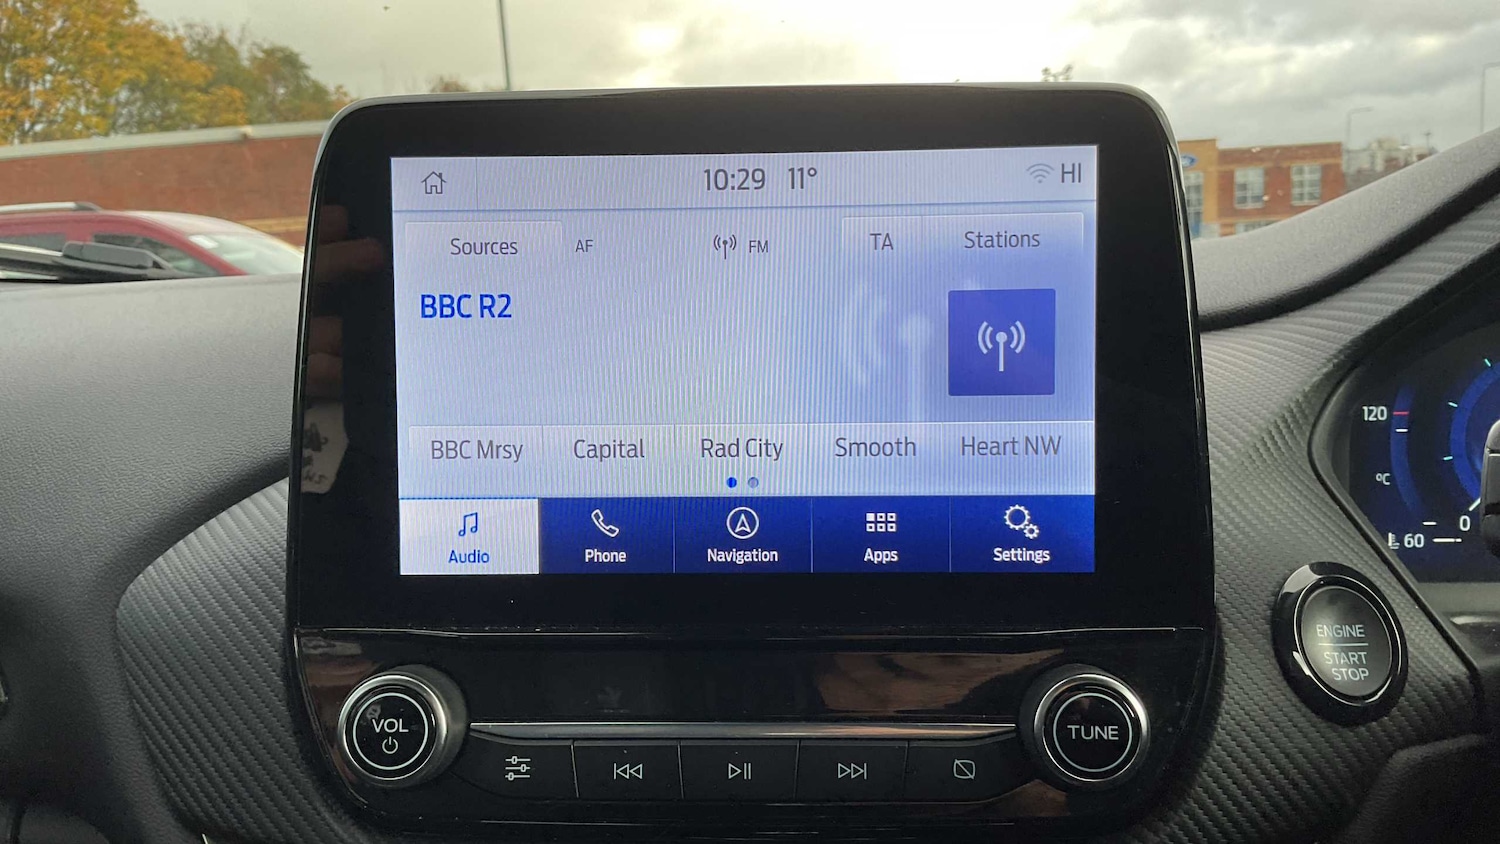 10:29 11° HI
Sources AF FM TA Stations
BBC R2
BBC Mrsy Capital Rad City Smooth Heart NW
Audio Phone Navigation Apps Settings
VOL
TUNE
ENGINE
START
STOP
120
°C
60
0